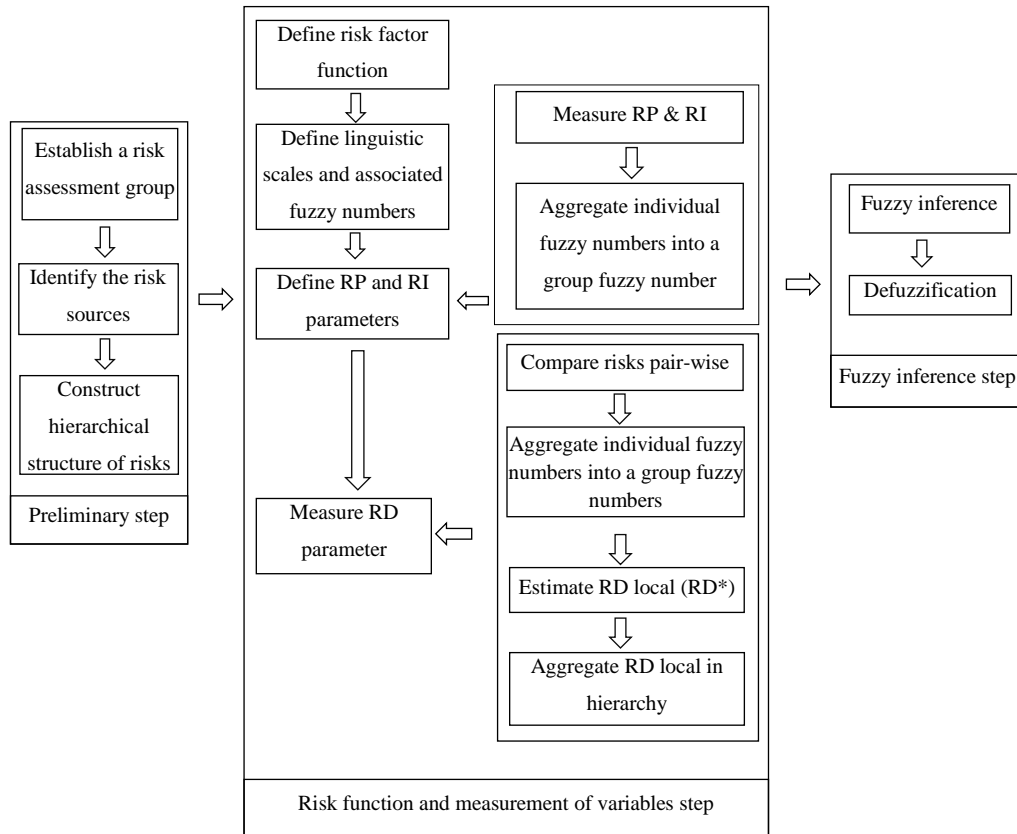 Establish a risk
assessment group
Identify the risk
sources
Construct
hierarchical
structure of risks
Preliminary step
Define risk factor
function
Define linguistic
scales and associated
fuzzy numbers
Define RP and RI
parameters
Measure RD
parameter
Measure RP & RI
Aggregate individual
fuzzy numbers into a
group fuzzy number
Compare risks pair-wise
Aggregate individual fuzzy
numbers into a group fuzzy
numbers
Estimate RD local (RD*)
Aggregate RD local in
hierarchy
Risk function and measurement of variables step
Fuzzy inference
Defuzzification
Fuzzy inference step